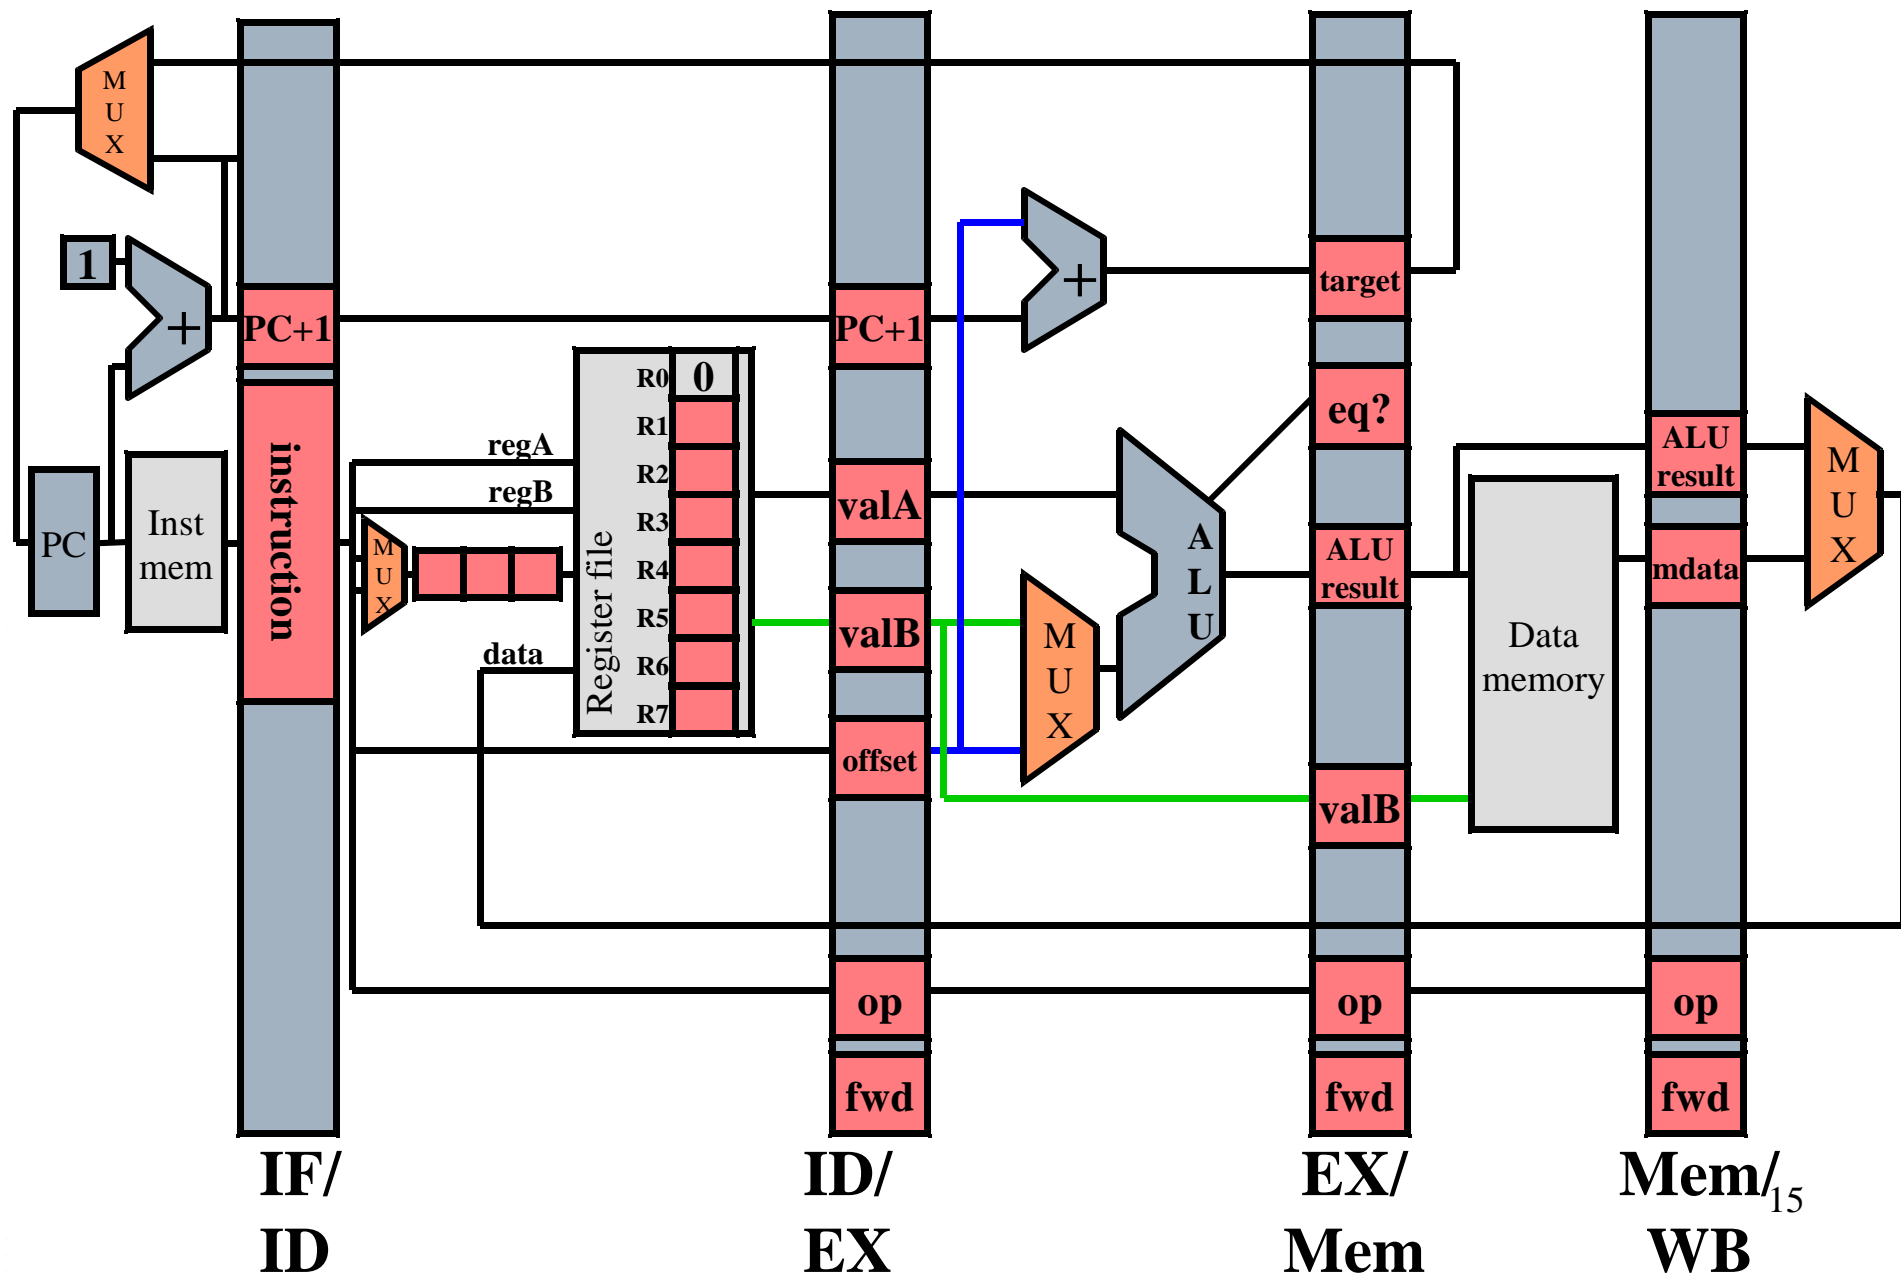 M
U
X
1
+
PC
Inst
mem
PC+1
instruction
regA
regB
M
U
X
data
Register file
R0
0
R1
R2
R3
R4
R5
R6
R7
PC+1
valA
valB
offset
op
fwd
+
M
U
X
A
L
U
target
eq?
ALU
result
valB
op
fwd
Data
memory
ALU
result
mdata
op
fwd
M
U
X
IF/
ID
ID/
EX
EX/
Mem
Mem/
WB
15